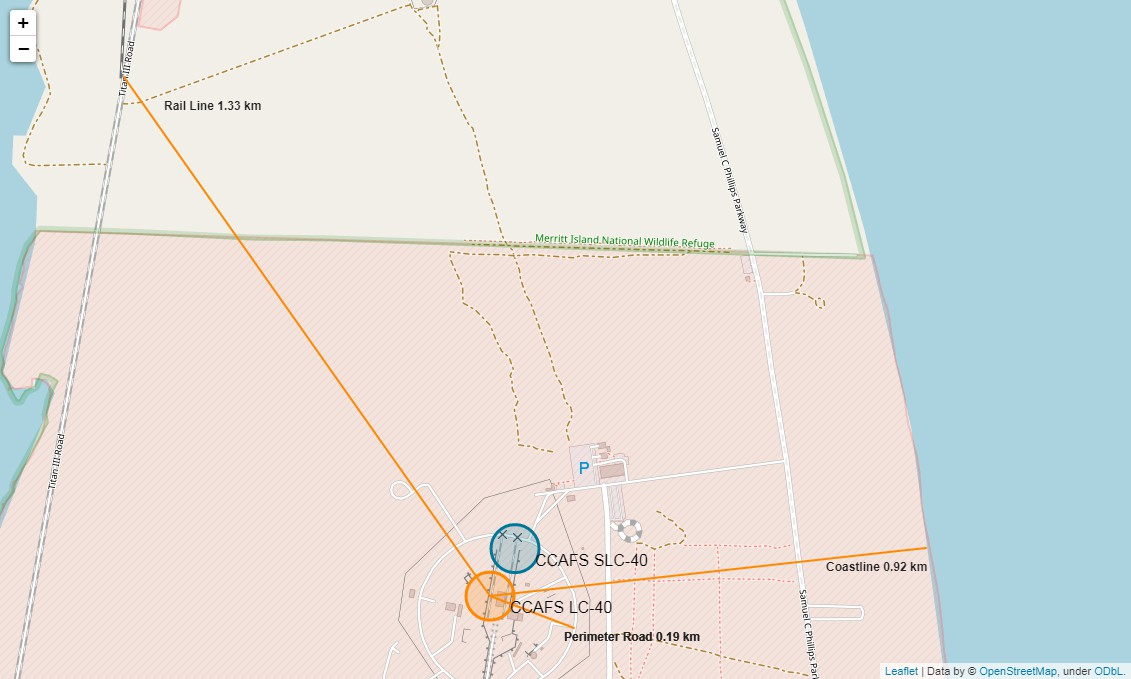 +
−
Titan III Road
Rail Line 1.33 km
Samuel C Phillips Parkway
Merritt Island National Wildlife Refuge
Titan III Road
P
CCAFS SLC-40
Coastline 0.92 km
CCAFS LC-40
Perimeter Road 0.19 km
Samuel C Phillips Par
Leaflet | Data by © OpenStreetMap, under ODbL.